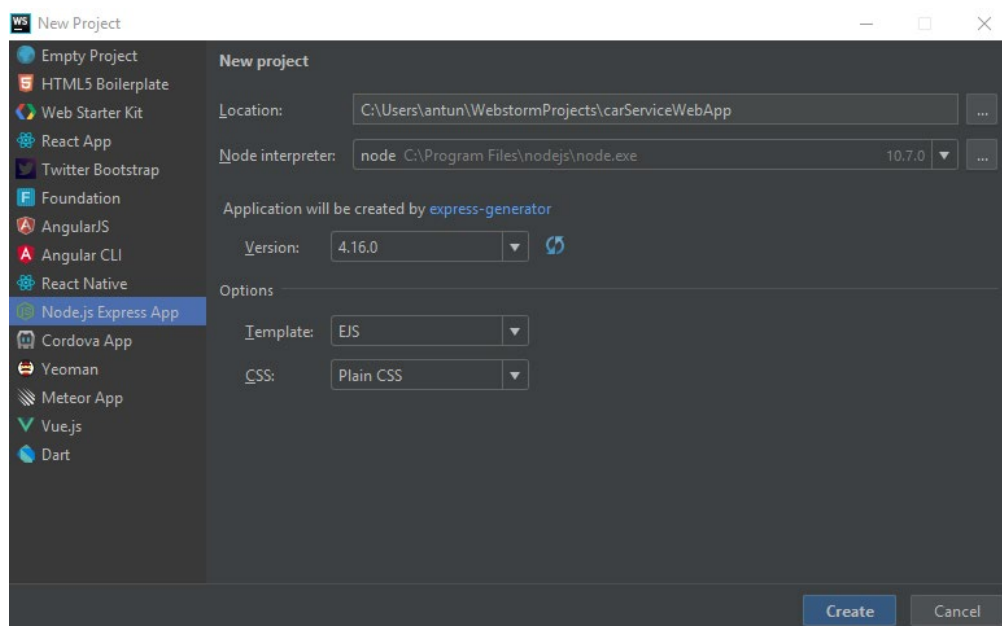 WS New Project
Empty Project
HTML5 Boilerplate
Web Starter Kit
React App
Twitter Bootstrap
Foundation
AngularJS
Angular CLI
React Native
Node.js Express App
Cordova App
Yeoman
Meteor App
Vue.js
Dart
New project
Location: C:\Users\antun\WebstormProjects\carServiceWebApp ...
Node interpreter: node C:\Program Files\nodejs\node.exe 10.7.0 ...
Application will be created by express-generator
Version: 4.16.0
Options
Template: EJS
CSS: Plain CSS
Create Cancel